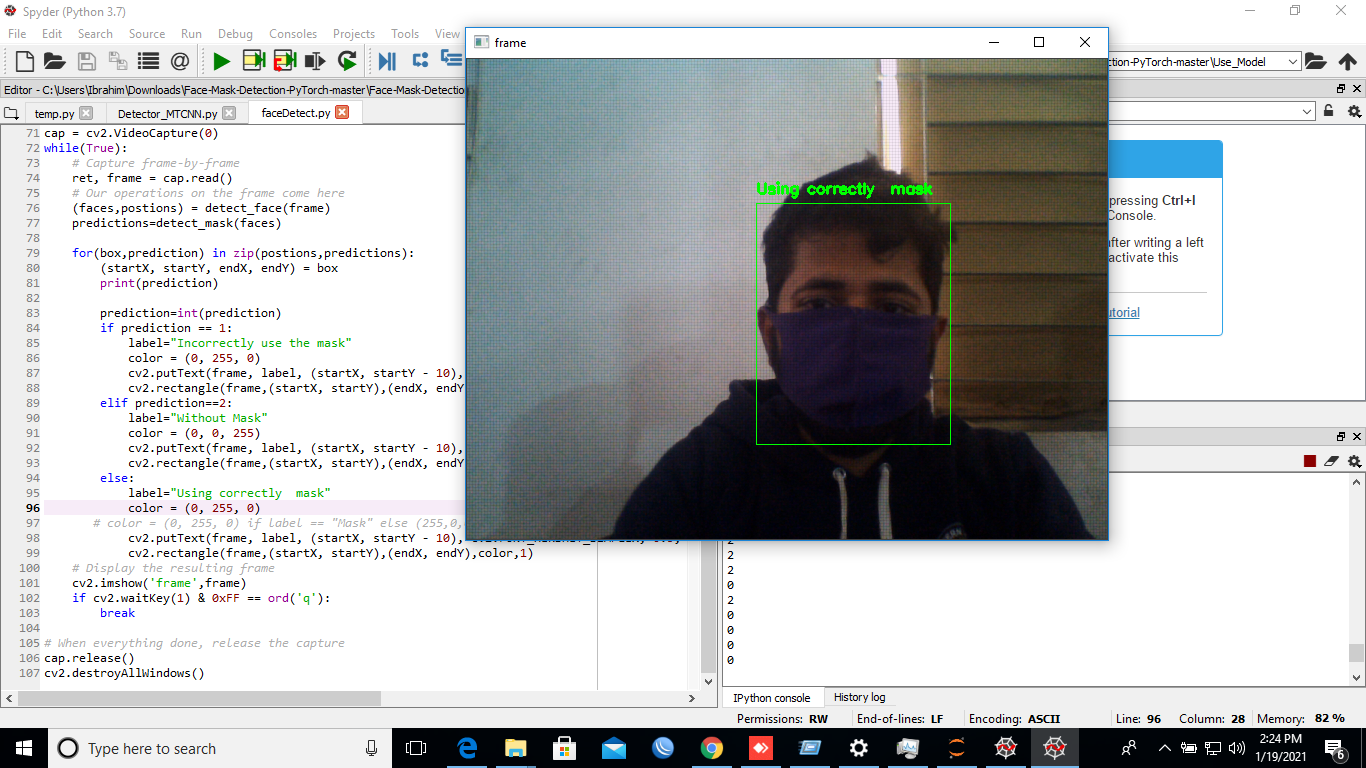 Spyder (Python 3.7)
File Edit Search Source Run Debug Consoles Projects Tools View
ction-PyTorch-master\Use_Model
Editor - C:\Users\Ibrahim\Downloads\Face-Mask-Detection-PyTorch-master\Face-Mask-Detectio
temp.py Detector_MTCNN.py faceDetect.py
71 cap = cv2.VideoCapture(0)
72 while(True):
73 # Capture frame-by-frame
74 ret, frame = cap.read()
75 # Our operations on the frame come here
76 (faces,postions) = detect_face(frame)
77 predictions=detect_mask(faces)
78
79 for(box,prediction) in zip(postions,predictions):
80 (startX, startY, endX, endY) = box
81 print(prediction)
82
83 prediction=int(prediction)
84 if prediction == 1:
85 label="Incorrectly use the mask"
86 color = (0, 255, 0)
87 cv2.putText(frame, label, (startX, startY - 10),
88 cv2.rectangle(frame,(startX, startY),(endX, endY
89 elif prediction==2:
90 label="Without Mask"
91 color = (0, 0, 255)
92 cv2.putText(frame, label, (startX, startY - 10),
93 cv2.rectangle(frame,(startX, startY),(endX, endY
94 else:
95 label="Using correctly  mask"
96 color = (0, 255, 0)
97 # color = (0, 255, 0) if label == "Mask" else (255,0,
98 cv2.putText(frame, label, (startX, startY - 10),
99 cv2.rectangle(frame,(startX, startY),(endX, endY),color,1)
100 # Display the resulting frame
101 cv2.imshow('frame',frame)
102 if cv2.waitKey(1) & 0xFF == ord('q'):
103 break
104
105 # When everything done, release the capture
106 cap.release()
107 cv2.destroyAllWindows()
frame
Using correctly  mask
pressing Ctrl+I
Console.
after writing a left
activate this
utorial
2
2
2
0
2
0
0
0
0
IPython console History log
Permissions: RW End-of-lines: LF Encoding: ASCII Line: 96 Column: 28 Memory: 82 %
Type here to search
2:24 PM
1/19/2021
6